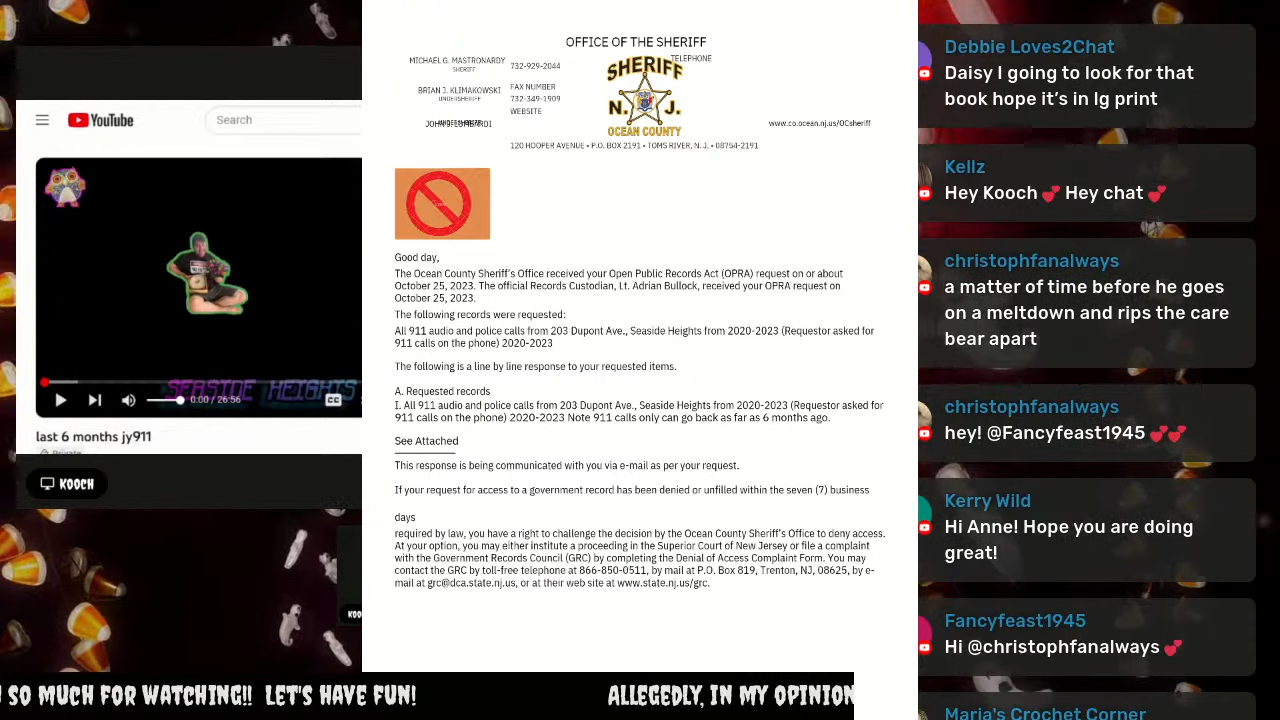 YouTube
Search
SEASIDE HEIGHTS
0:00 / 26:56
CC
last 6 months jy911
Private
KOOCH
OFFICE OF THE SHERIFF
MICHAEL G. MASTRONARDY
SHERIFF
732-929-2044
TELEPHONE
BRIAN J. KLIMAKOWSKI
UNDERSHERIFF
FAX NUMBER
732-349-1909
WEBSITE
SHERIFF
N. J.
OCEAN COUNTY
www.co.ocean.nj.us/OCsheriff
120 HOOPER AVENUE • P.O. BOX 2191 • TOMS RIVER, N. J. • 08754-2191
Good day,
The Ocean County Sheriff's Office received your Open Public Records Act (OPRA) request on or about
October 25, 2023. The official Records Custodian, Lt. Adrian Bullock, received your OPRA request on
October 25, 2023.
The following records were requested:
All 911 audio and police calls from 203 Dupont Ave., Seaside Heights from 2020-2023 (Requestor asked for
911 calls on the phone) 2020-2023
The following is a line by line response to your requested items.
A. Requested records
I. All 911 audio and police calls from 203 Dupont Ave., Seaside Heights from 2020-2023 (Requestor asked for
911 calls on the phone) 2020-2023 Note 911 calls only can go back as far as 6 months ago.
See Attached
This response is being communicated with you via e-mail as per your request.
If your request for access to a government record has been denied or unfilled within the seven (7) business
days
required by law, you have a right to challenge the decision by the Ocean County Sheriff's Office to deny access.
At your option, you may either institute a proceeding in the Superior Court of New Jersey or file a complaint
with the Government Records Council (GRC) by completing the Denial of Access Complaint Form. You may
contact the GRC by toll-free telephone at 866-850-0511, by mail at P.O. Box 819, Trenton, NJ, 08625, by e-
mail at grc@dca.state.nj.us, or at their web site at www.state.nj.us/grc.
Debbie Loves2Chat
Daisy I going to look for that
book hope it's in lg print
Kellz
Hey Kooch 💕 Hey chat 💕
christophfanalways
a matter of time before he goes
on a meltdown and rips the care
bear apart
christophfanalways
hey! @Fancyfeast1945 💕💕
Kerry Wild
Hi Anne! Hope you are doing
great!
Fancyfeast1945
Hi @christophfanalways 💕
Maria's Crochet Corner
SO MUCH FOR WATCHING!! LET'S HAVE FUN!
ALLEGEDLY, IN MY OPINION